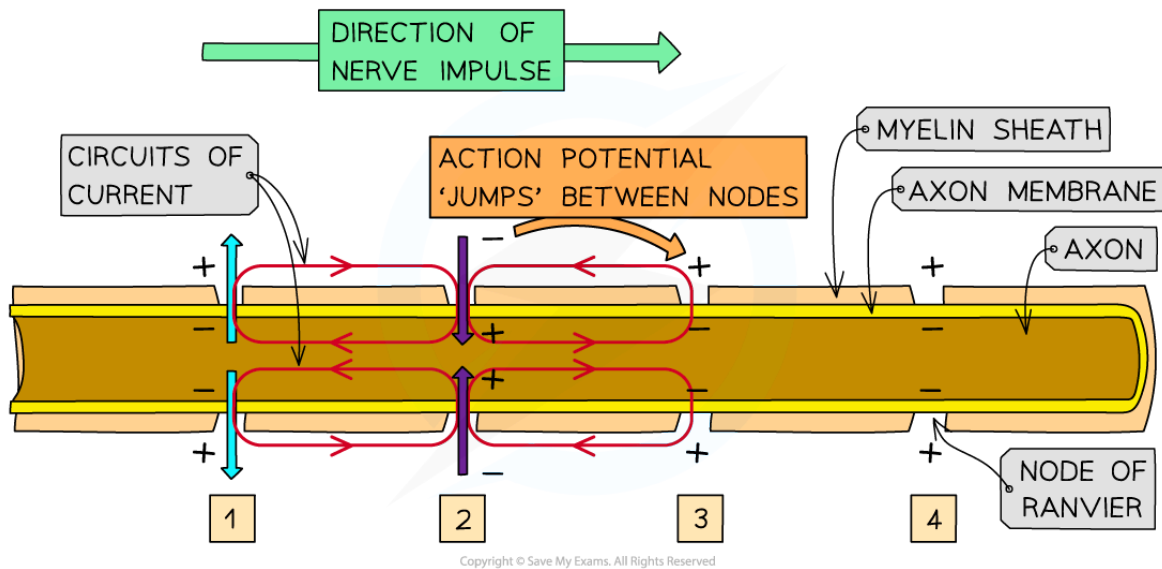 DIRECTION OF
NERVE IMPULSE
CIRCUITS OF
CURRENT
ACTION POTENTIAL
‘JUMPS’ BETWEEN NODES
MYELIN SHEATH
AXON MEMBRANE
AXON
+
−
+
+
−
+
−
−
−
+
+
−
−
−
+
−
+
+
1
2
3
4
NODE OF
RANVIER
Copyright © Save My Exams. All Rights Reserved